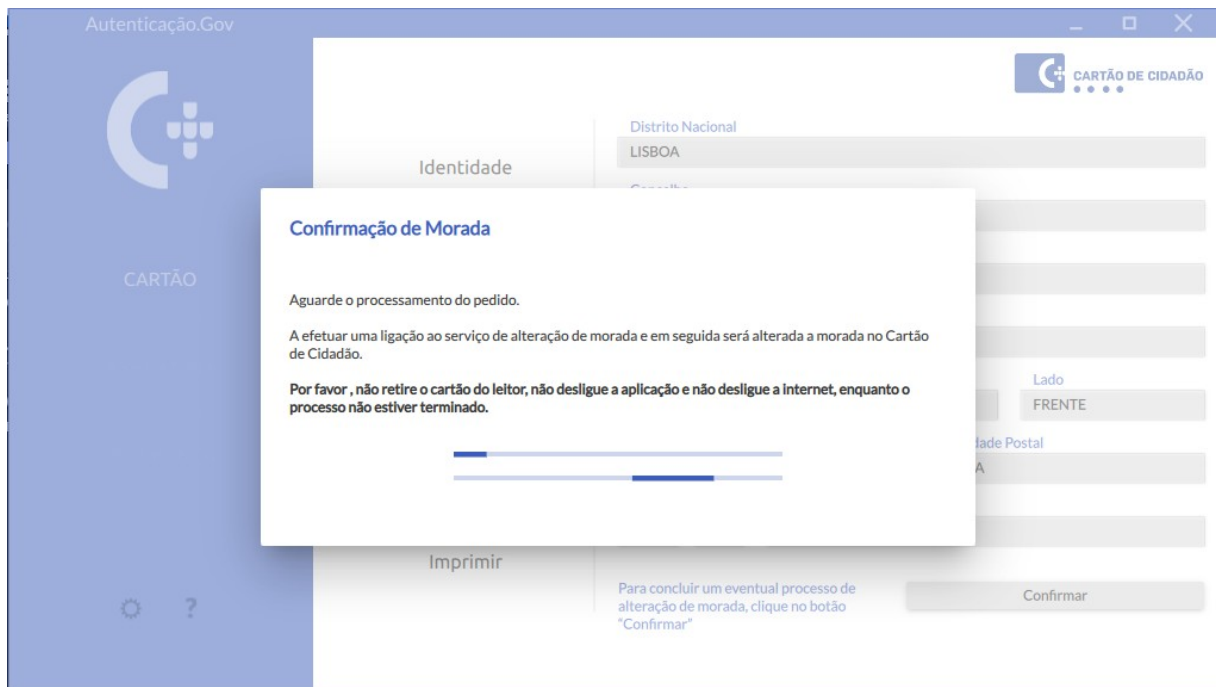 Autenticação.Gov
CARTÃO DE CIDADÃO
Distrito Nacional
LISBOA
Identidade
Confirmação de Morada
CARTÃO
Aguarde o processamento do pedido.
A efetuar uma ligação ao serviço de alteração de morada e em seguida será alterada a morada no Cartão
de Cidadão.
Por favor , não retire o cartão do leitor, não desligue a aplicação e não desligue a internet, enquanto o
processo não estiver terminado.
Lado
FRENTE
Postal
A
Imprimir
Para concluir um eventual processo de
alteração de morada, clique no botão
"Confirmar"
Confirmar
?